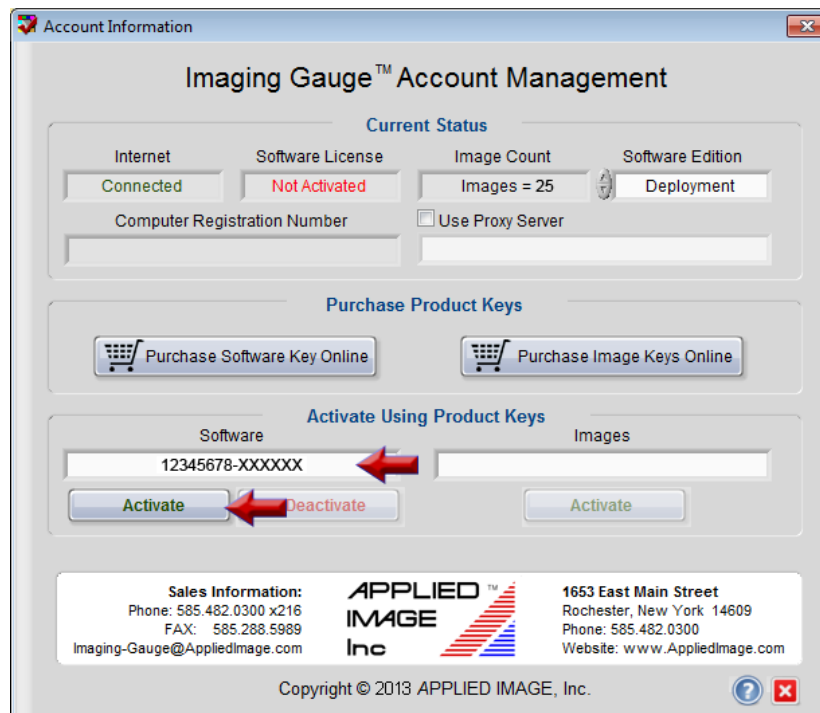 Account Information
Imaging Gauge™ Account Management
Current Status
Internet Software License Image Count Software Edition
Connected Not Activated Images = 25 Deployment
Computer Registration Number Use Proxy Server
Purchase Product Keys
Purchase Software Key Online Purchase Image Keys Online
Activate Using Product Keys
Software Images
12345678-XXXXXX
Activate Deactivate Activate
Sales Information:
Phone: 585.482.0300 x216
FAX: 585.288.5989
Imaging-Gauge@AppliedImage.com
APPLIED ™
IMAGE
Inc
1653 East Main Street
Rochester, New York 14609
Phone: 585.482.0300
Website: www.AppliedImage.com
Copyright © 2013 APPLIED IMAGE, Inc.